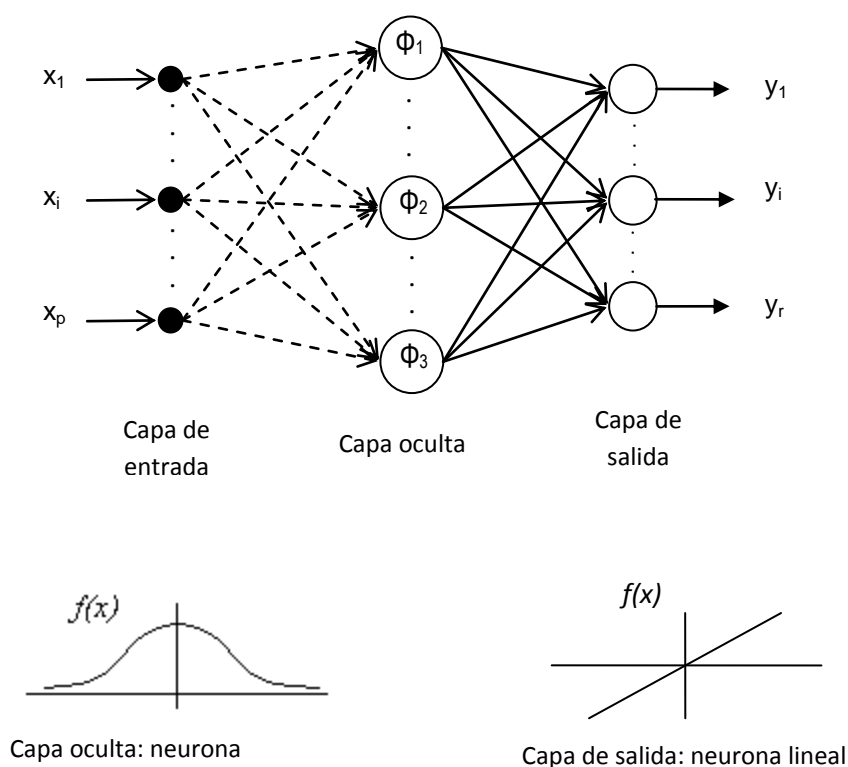 x₁
xᵢ
xₚ
Φ₁
Φ₂
Φ₃
y₁
yᵢ
yᵣ
Capa de
entrada
Capa oculta
Capa de
salida
f(x)
Capa oculta: neurona
f(x)
Capa de salida: neurona lineal